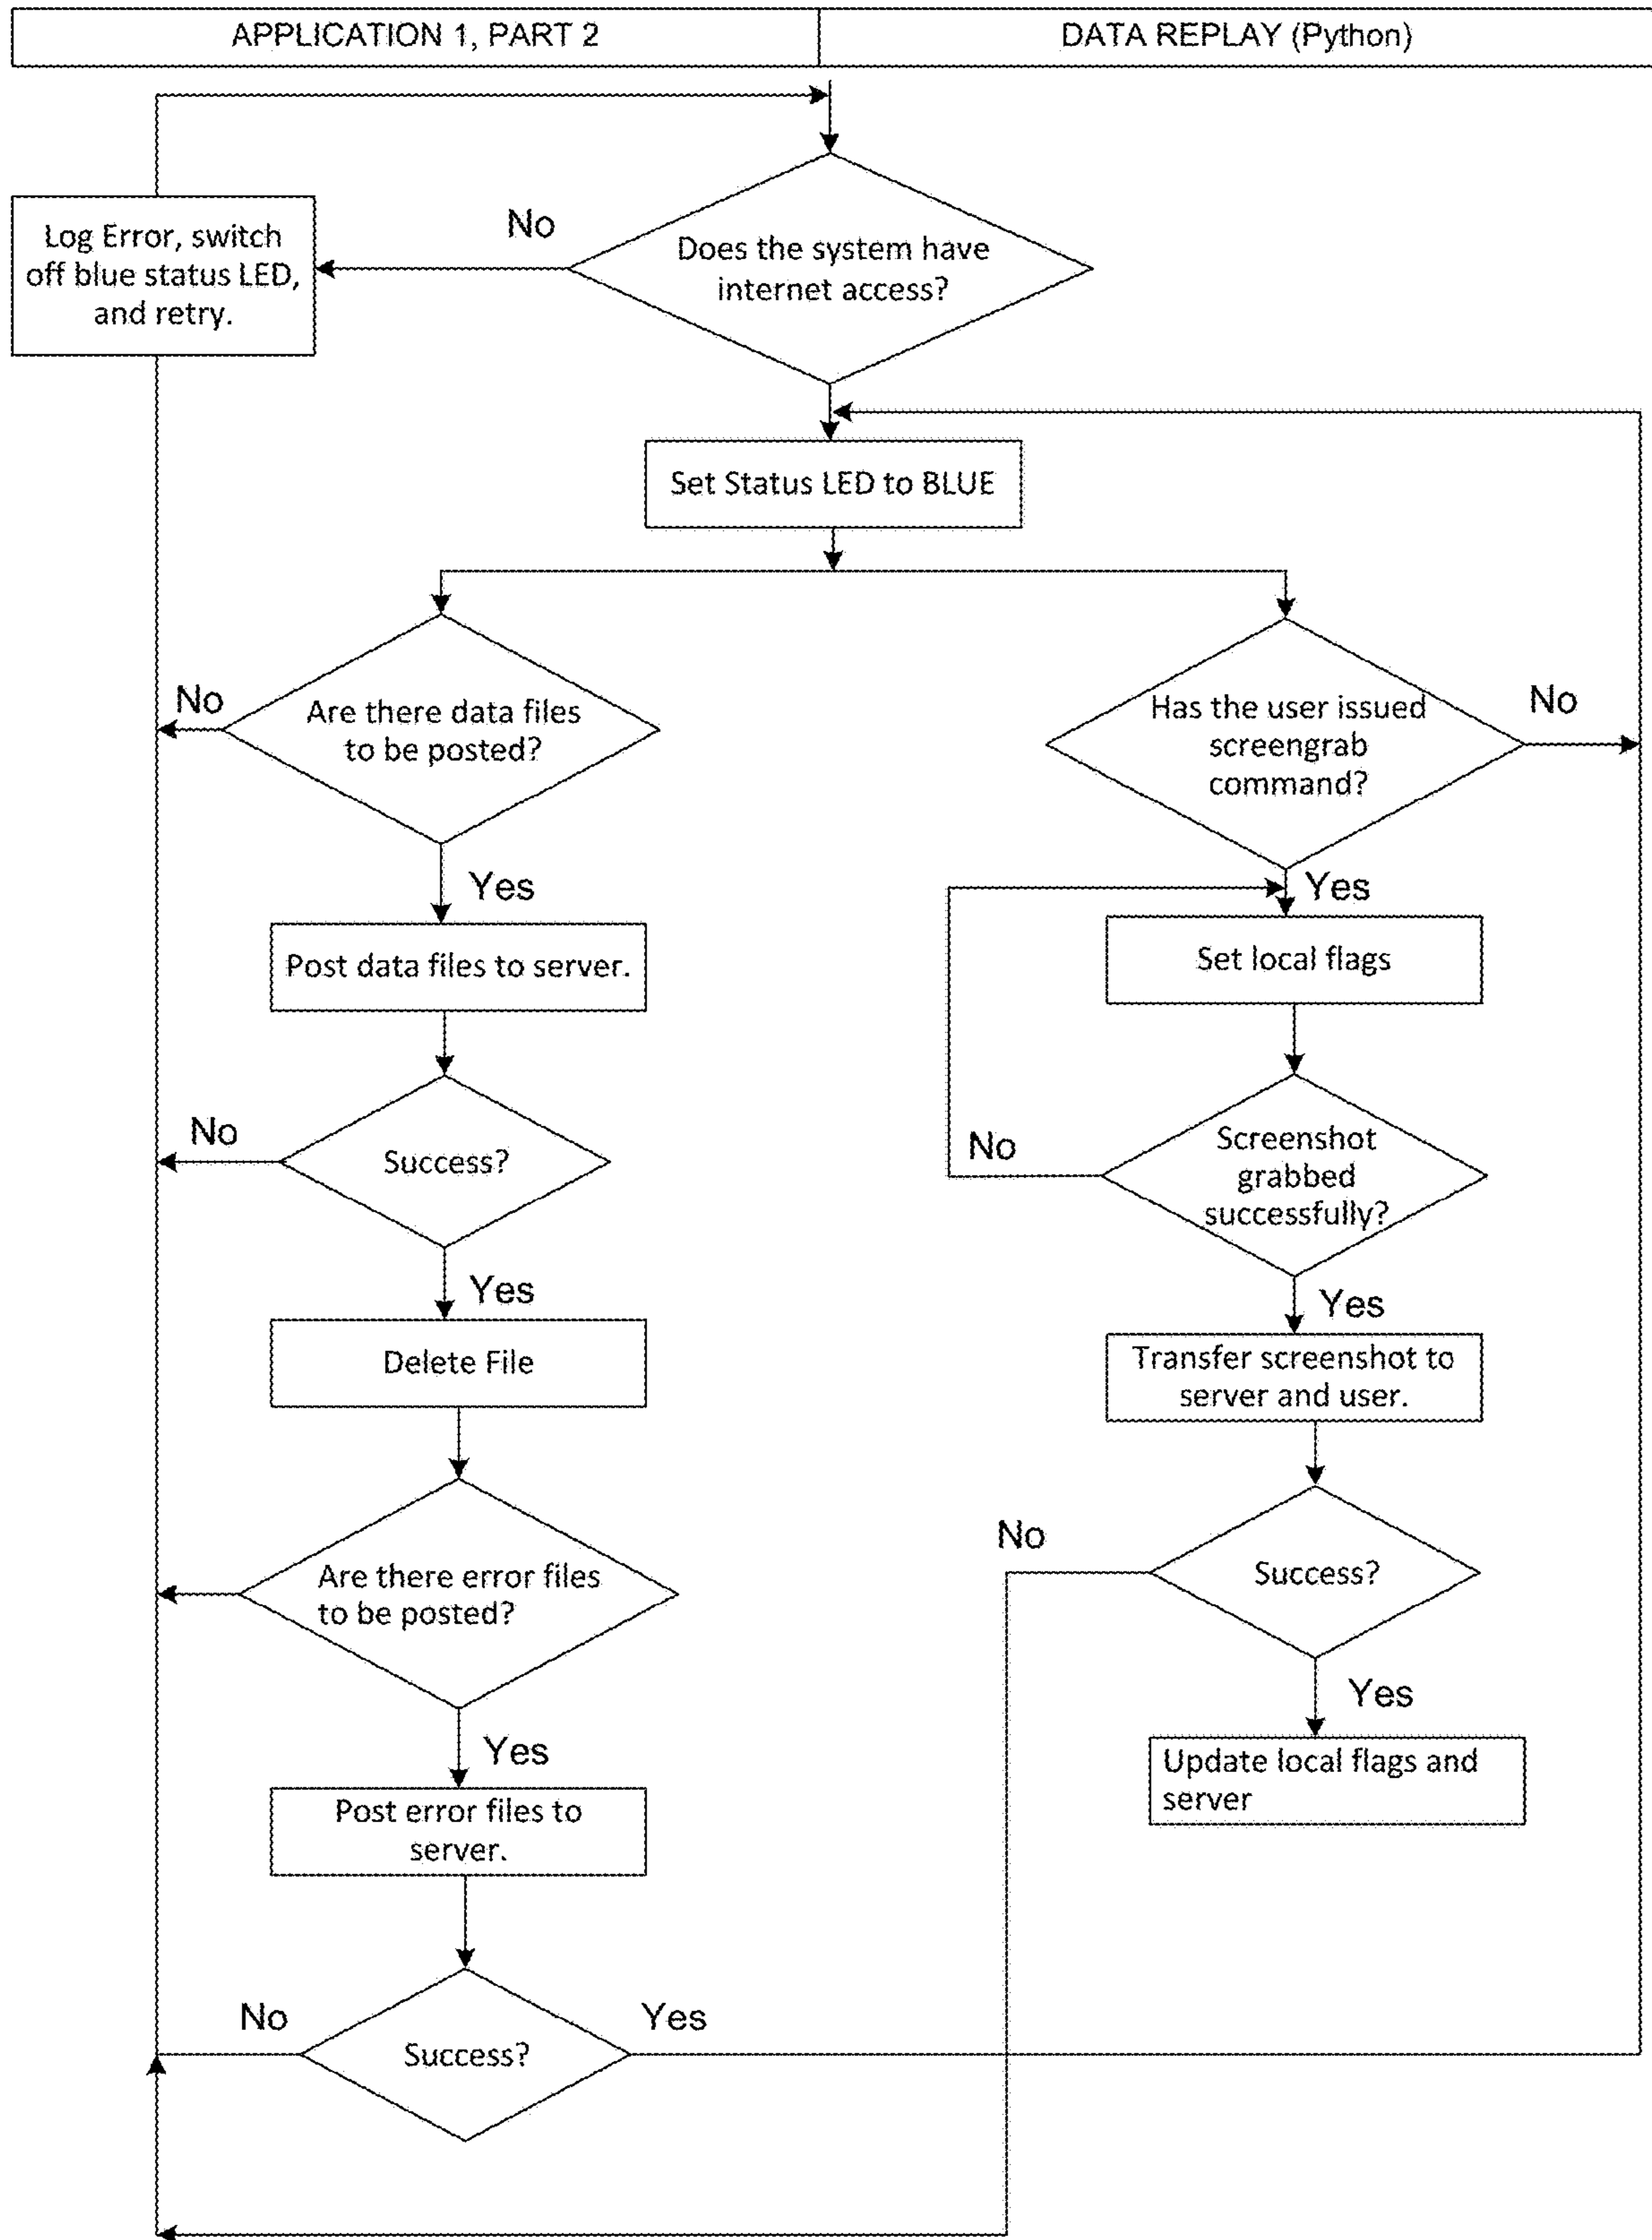 APPLICATION 1, PART 2
DATA REPLAY (Python)
No
Log Error, switch
off blue status LED,
and retry.
Does the system have
internet access?
Set Status LED to BLUE
No
Are there data files
to be posted?
Has the user issued
screengrab
command?
No
Yes
Yes
Post data files to server.
Set local flags
No
Success?
No
Screenshot
grabbed
successfully?
Yes
Yes
Delete File
Transfer screenshot to
server and user.
No
Are there error files
to be posted?
Success?
Yes
Yes
Post error files to
server.
Update local flags and
server
No
Success?
Yes